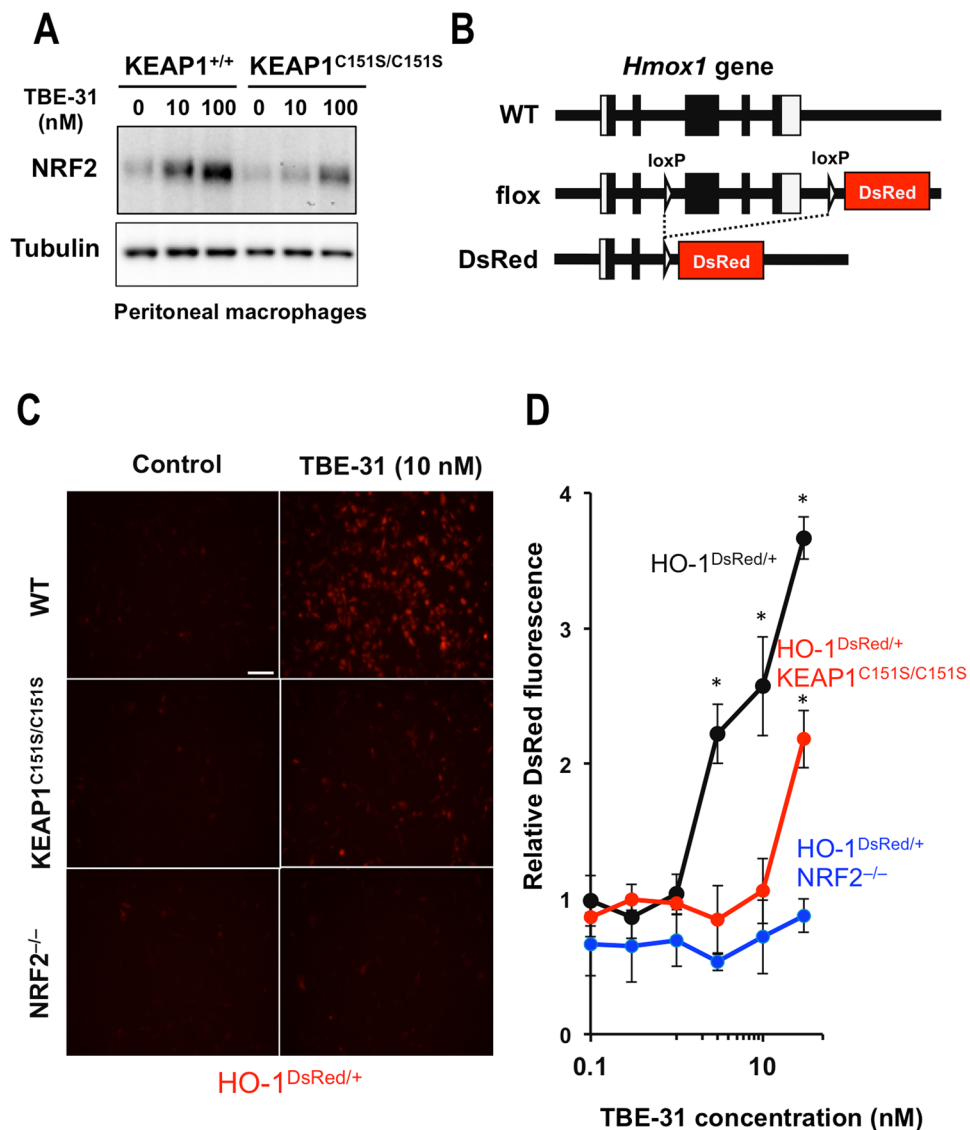 A
KEAP1+/+ KEAP1C151S/C151S
TBE-31
(nM)
0 10 100 0 10 100
NRF2
Tubulin
Peritoneal macrophages
B
Hmox1 gene
WT
loxP loxP
flox
DsRed
DsRed
DsRed
C
Control TBE-31 (10 nM)
WT
KEAP1C151S/C151S
NRF2–/–
HO-1DsRed/+
D
Relative DsRed fluorescence
4
3
2
1
0
*
*
*
*
HO-1DsRed/+
HO-1DsRed/+
KEAP1C151S/C151S
HO-1DsRed/+
NRF2–/–
0.1 10
TBE-31 concentration (nM)